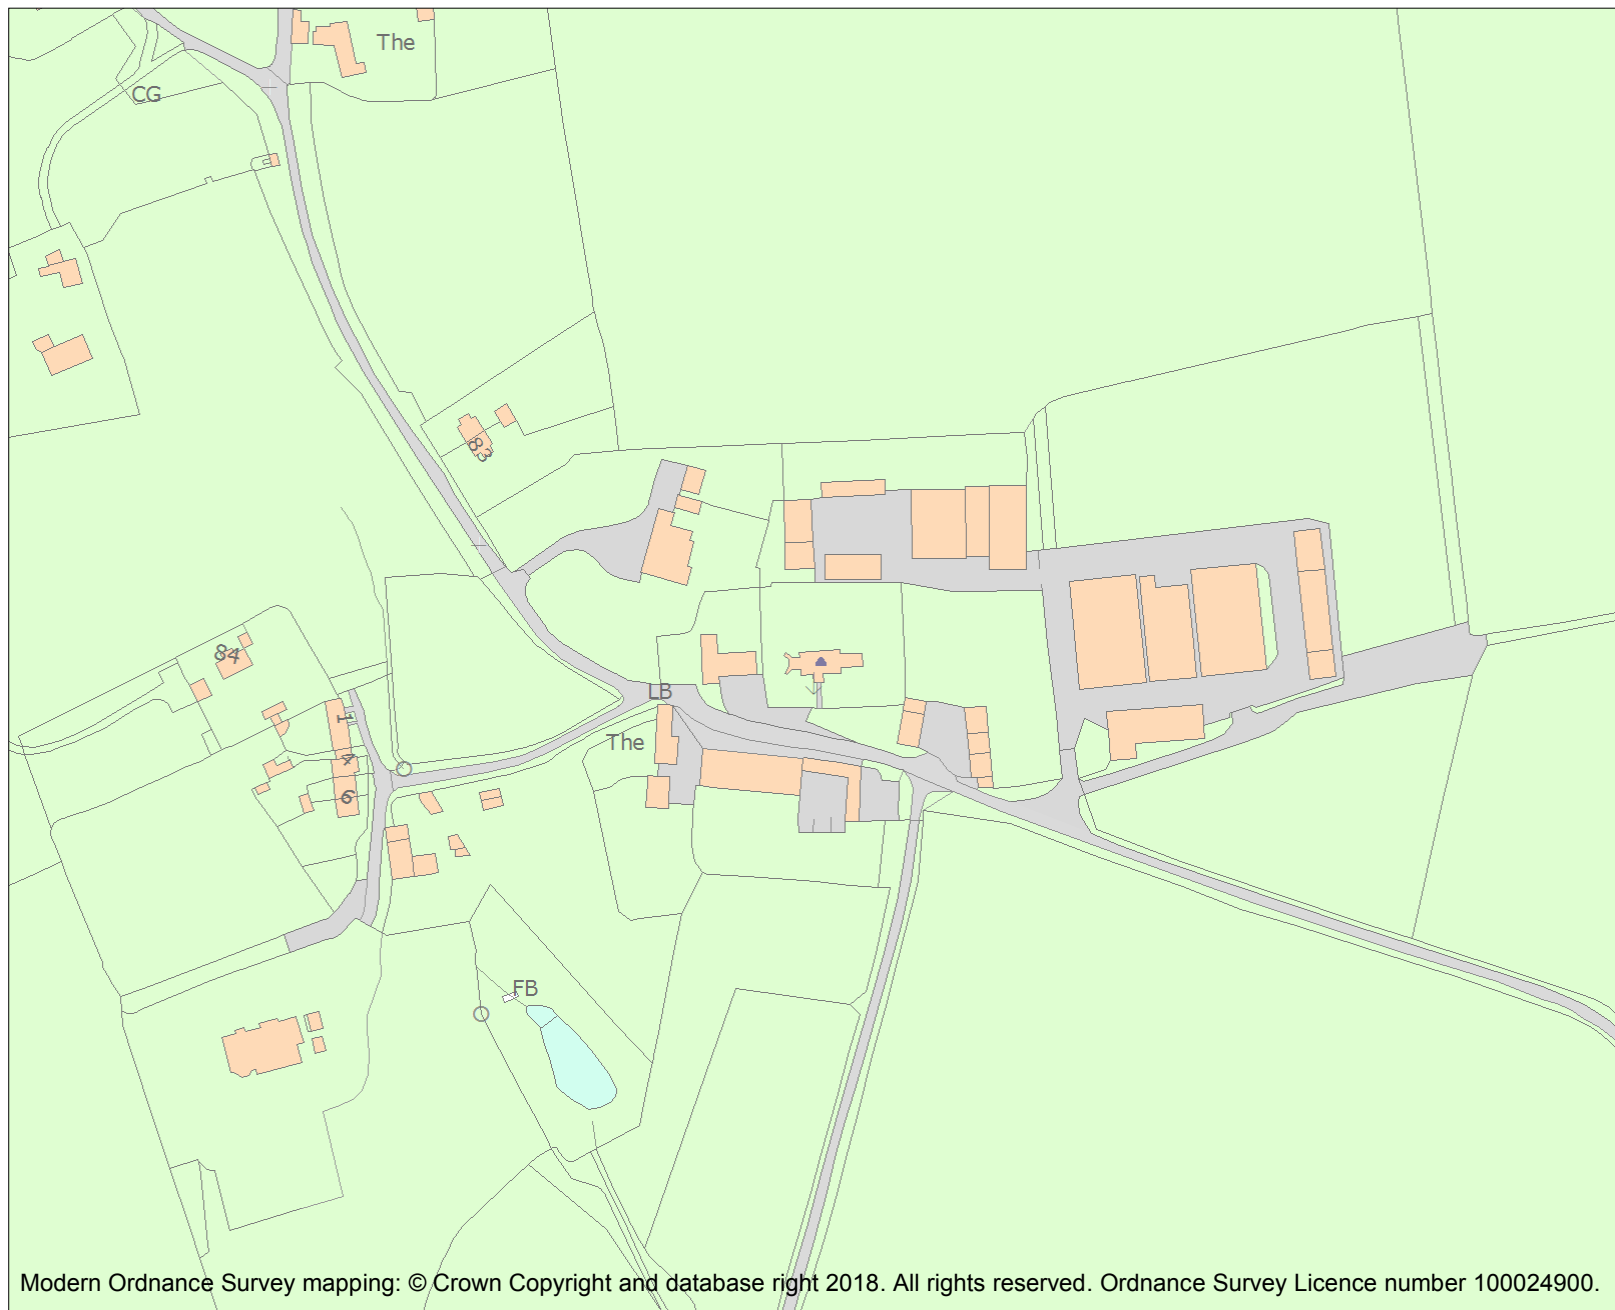 The
CG
83
84
LB
1
The
4
6
FB
Modern Ordnance Survey mapping: © Crown Copyright and database right 2018. All rights reserved. Ordnance Survey Licence number 100024900.